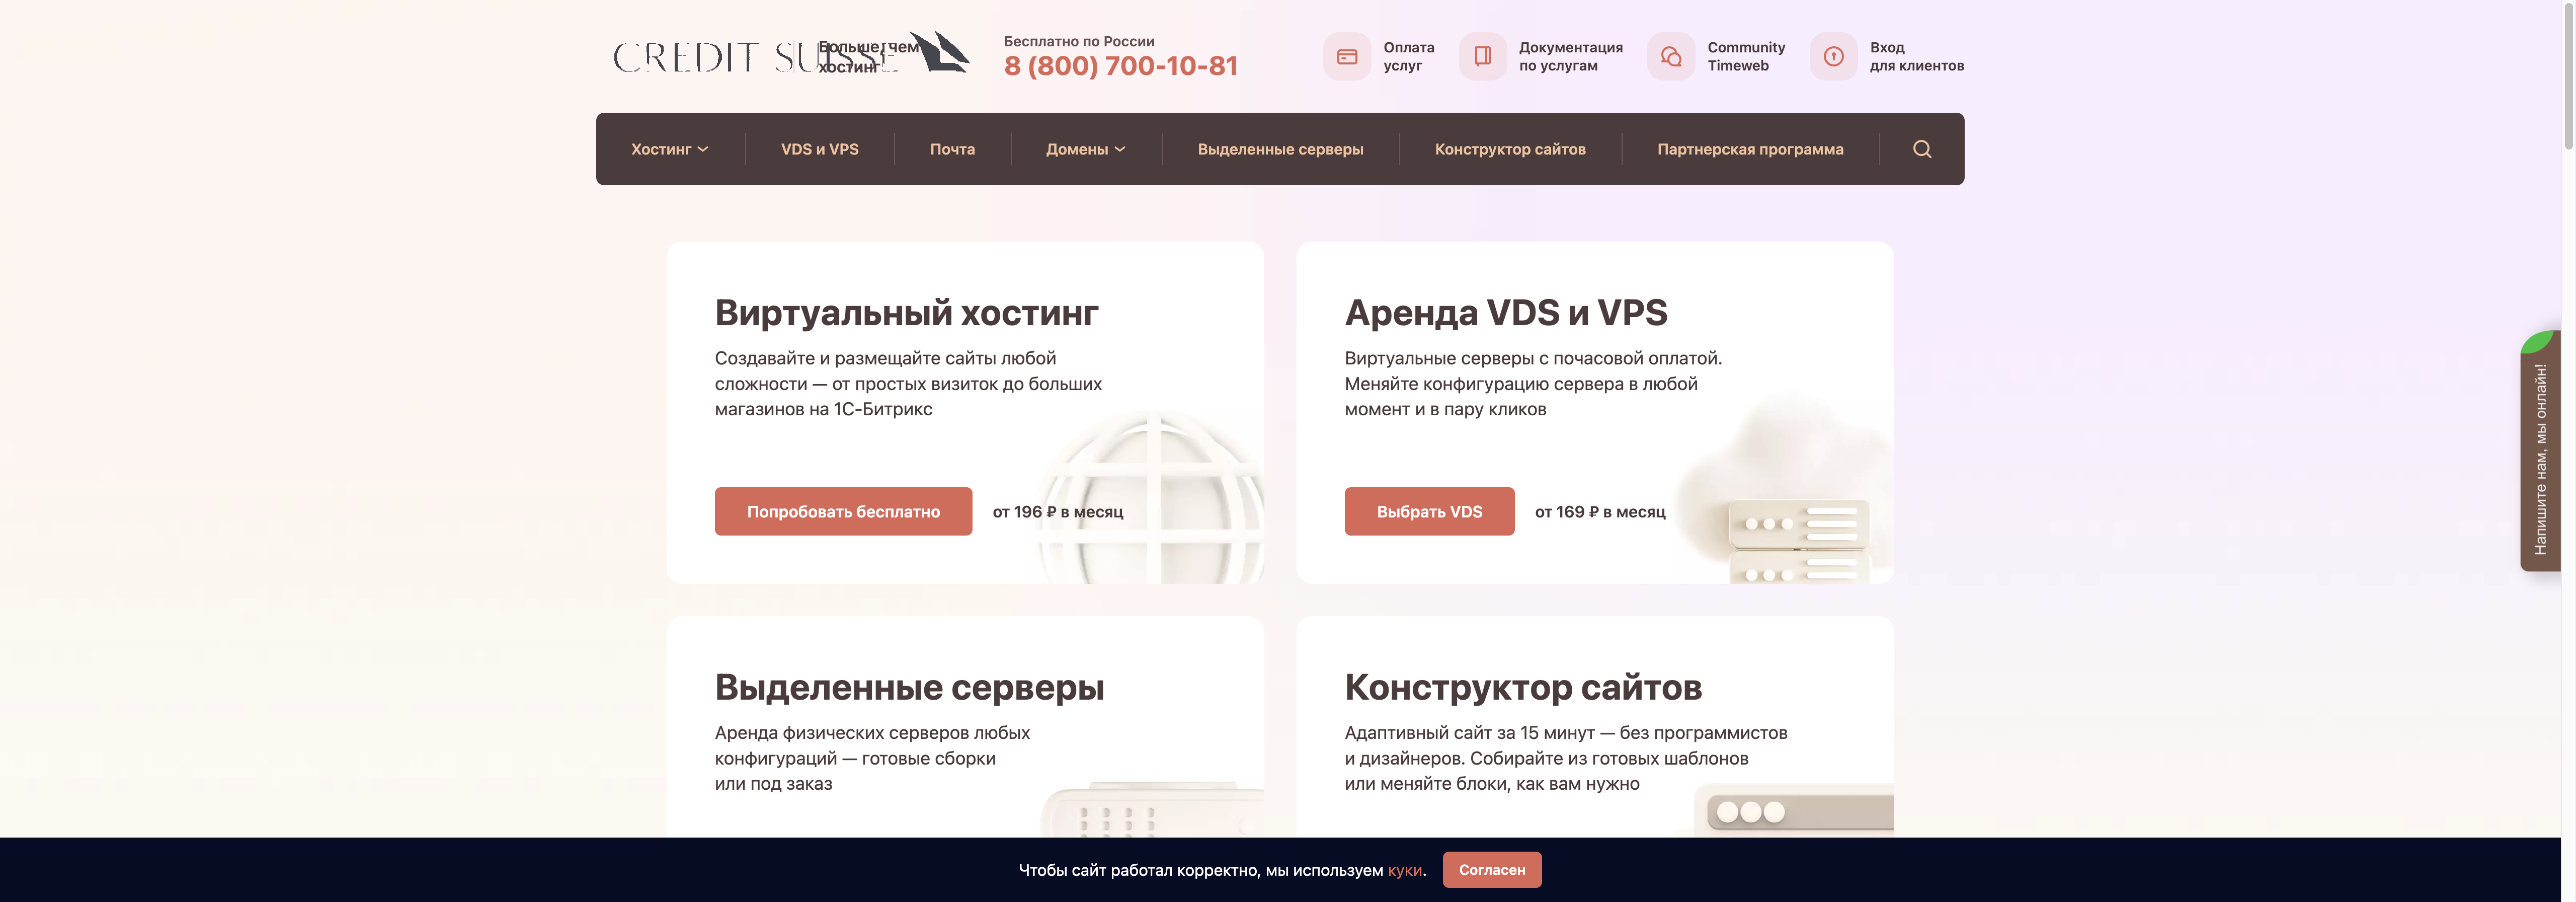 CREDIT SUISSE
Больше, чем
хостинг
Бесплатно по России
8 (800) 700-10-81
Оплата
услуг
Документация
по услугам
Community
Timeweb
Вход
для клиентов
Хостинг
VDS и VPS
Почта
Домены
Выделенные серверы
Конструктор сайтов
Партнерская программа
Виртуальный хостинг
Создавайте и размещайте сайты любой
сложности — от простых визиток до больших
магазинов на 1С-Битрикс
Попробовать бесплатно
от 196 ₽ в месяц
Аренда VDS и VPS
Виртуальные серверы с почасовой оплатой.
Меняйте конфигурацию сервера в любой
момент и в пару кликов
Выбрать VDS
от 169 ₽ в месяц
Напишите нам, мы онлайн!
Выделенные серверы
Аренда физических серверов любых
конфигураций — готовые сборки
или под заказ
Конструктор сайтов
Адаптивный сайт за 15 минут — без программистов
и дизайнеров. Собирайте из готовых шаблонов
или меняйте блоки, как вам нужно
Чтобы сайт работал корректно, мы используем куки.
Согласен